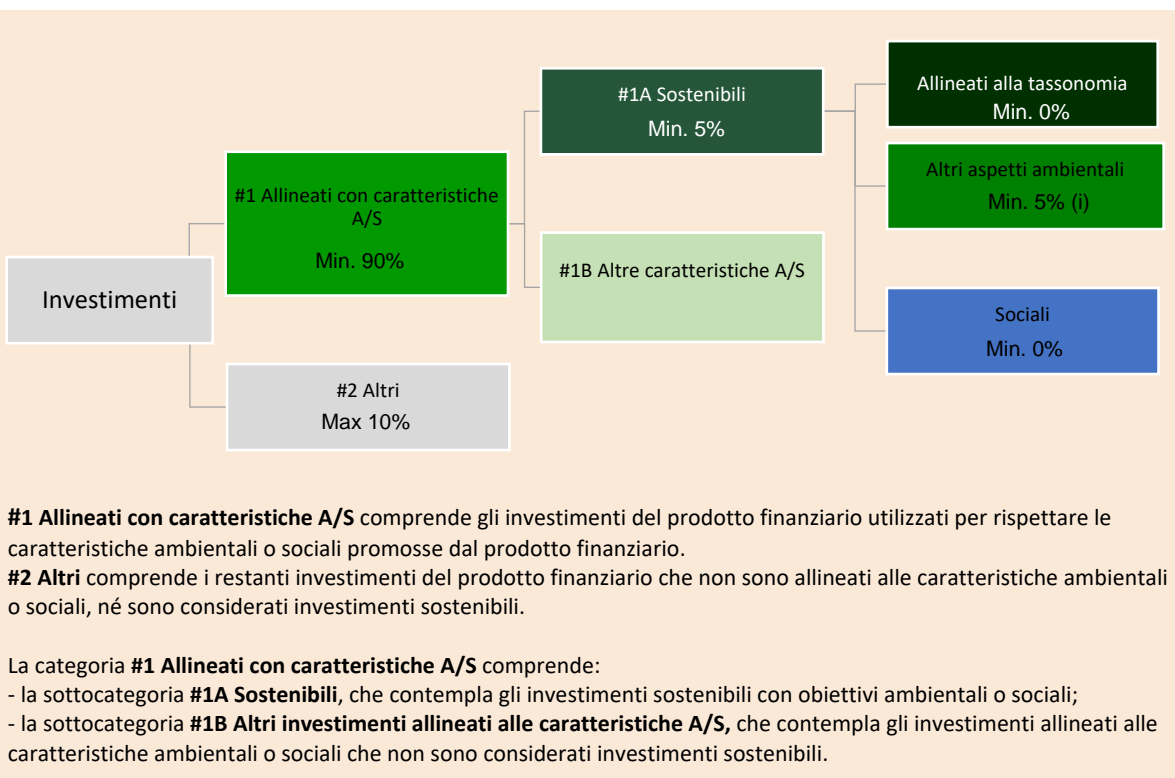 #1A Sostenibili
Min. 5%
Allineati alla tassonomia
Min. 0%
#1 Allineati con caratteristiche
A/S
Min. 90%
Altri aspetti ambientali
Min. 5% (i)
Investimenti
#1B Altre caratteristiche A/S
Sociali
Min. 0%
#2 Altri
Max 10%
#1 Allineati con caratteristiche A/S comprende gli investimenti del prodotto finanziario utilizzati per rispettare le
caratteristiche ambientali o sociali promosse dal prodotto finanziario.
#2 Altri comprende i restanti investimenti del prodotto finanziario che non sono allineati alle caratteristiche ambientali
o sociali, né sono considerati investimenti sostenibili.
La categoria #1 Allineati con caratteristiche A/S comprende:
- la sottocategoria #1A Sostenibili, che contempla gli investimenti sostenibili con obiettivi ambientali o sociali;
- la sottocategoria #1B Altri investimenti allineati alle caratteristiche A/S, che contempla gli investimenti allineati alle
caratteristiche ambientali o sociali che non sono considerati investimenti sostenibili.